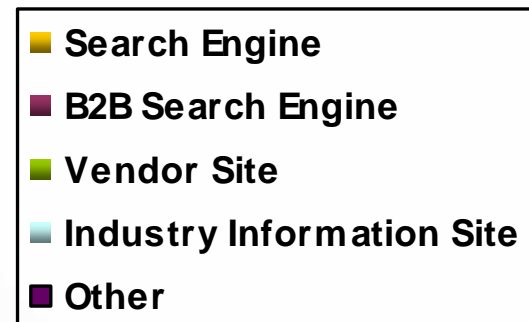 Search Engine
B2B Search Engine
Vendor Site
Industry Information Site
Other